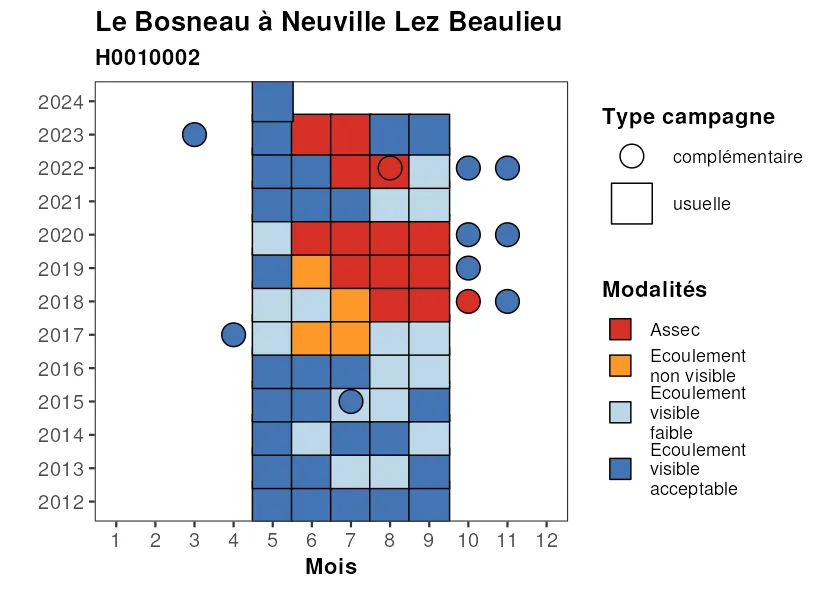 Le Bosneau à Neuville Lez Beaulieu
H0010002
2024
2023
2022
2021
2020
2019
2018
2017
2016
2015
2014
2013
2012
1 2 3 4 5 6 7 8 9 10 11 12
Mois
Type campagne
complémentaire
usuelle
Modalités
Assec
Ecoulement
non visible
Ecoulement
visible
faible
Ecoulement
visible
acceptable